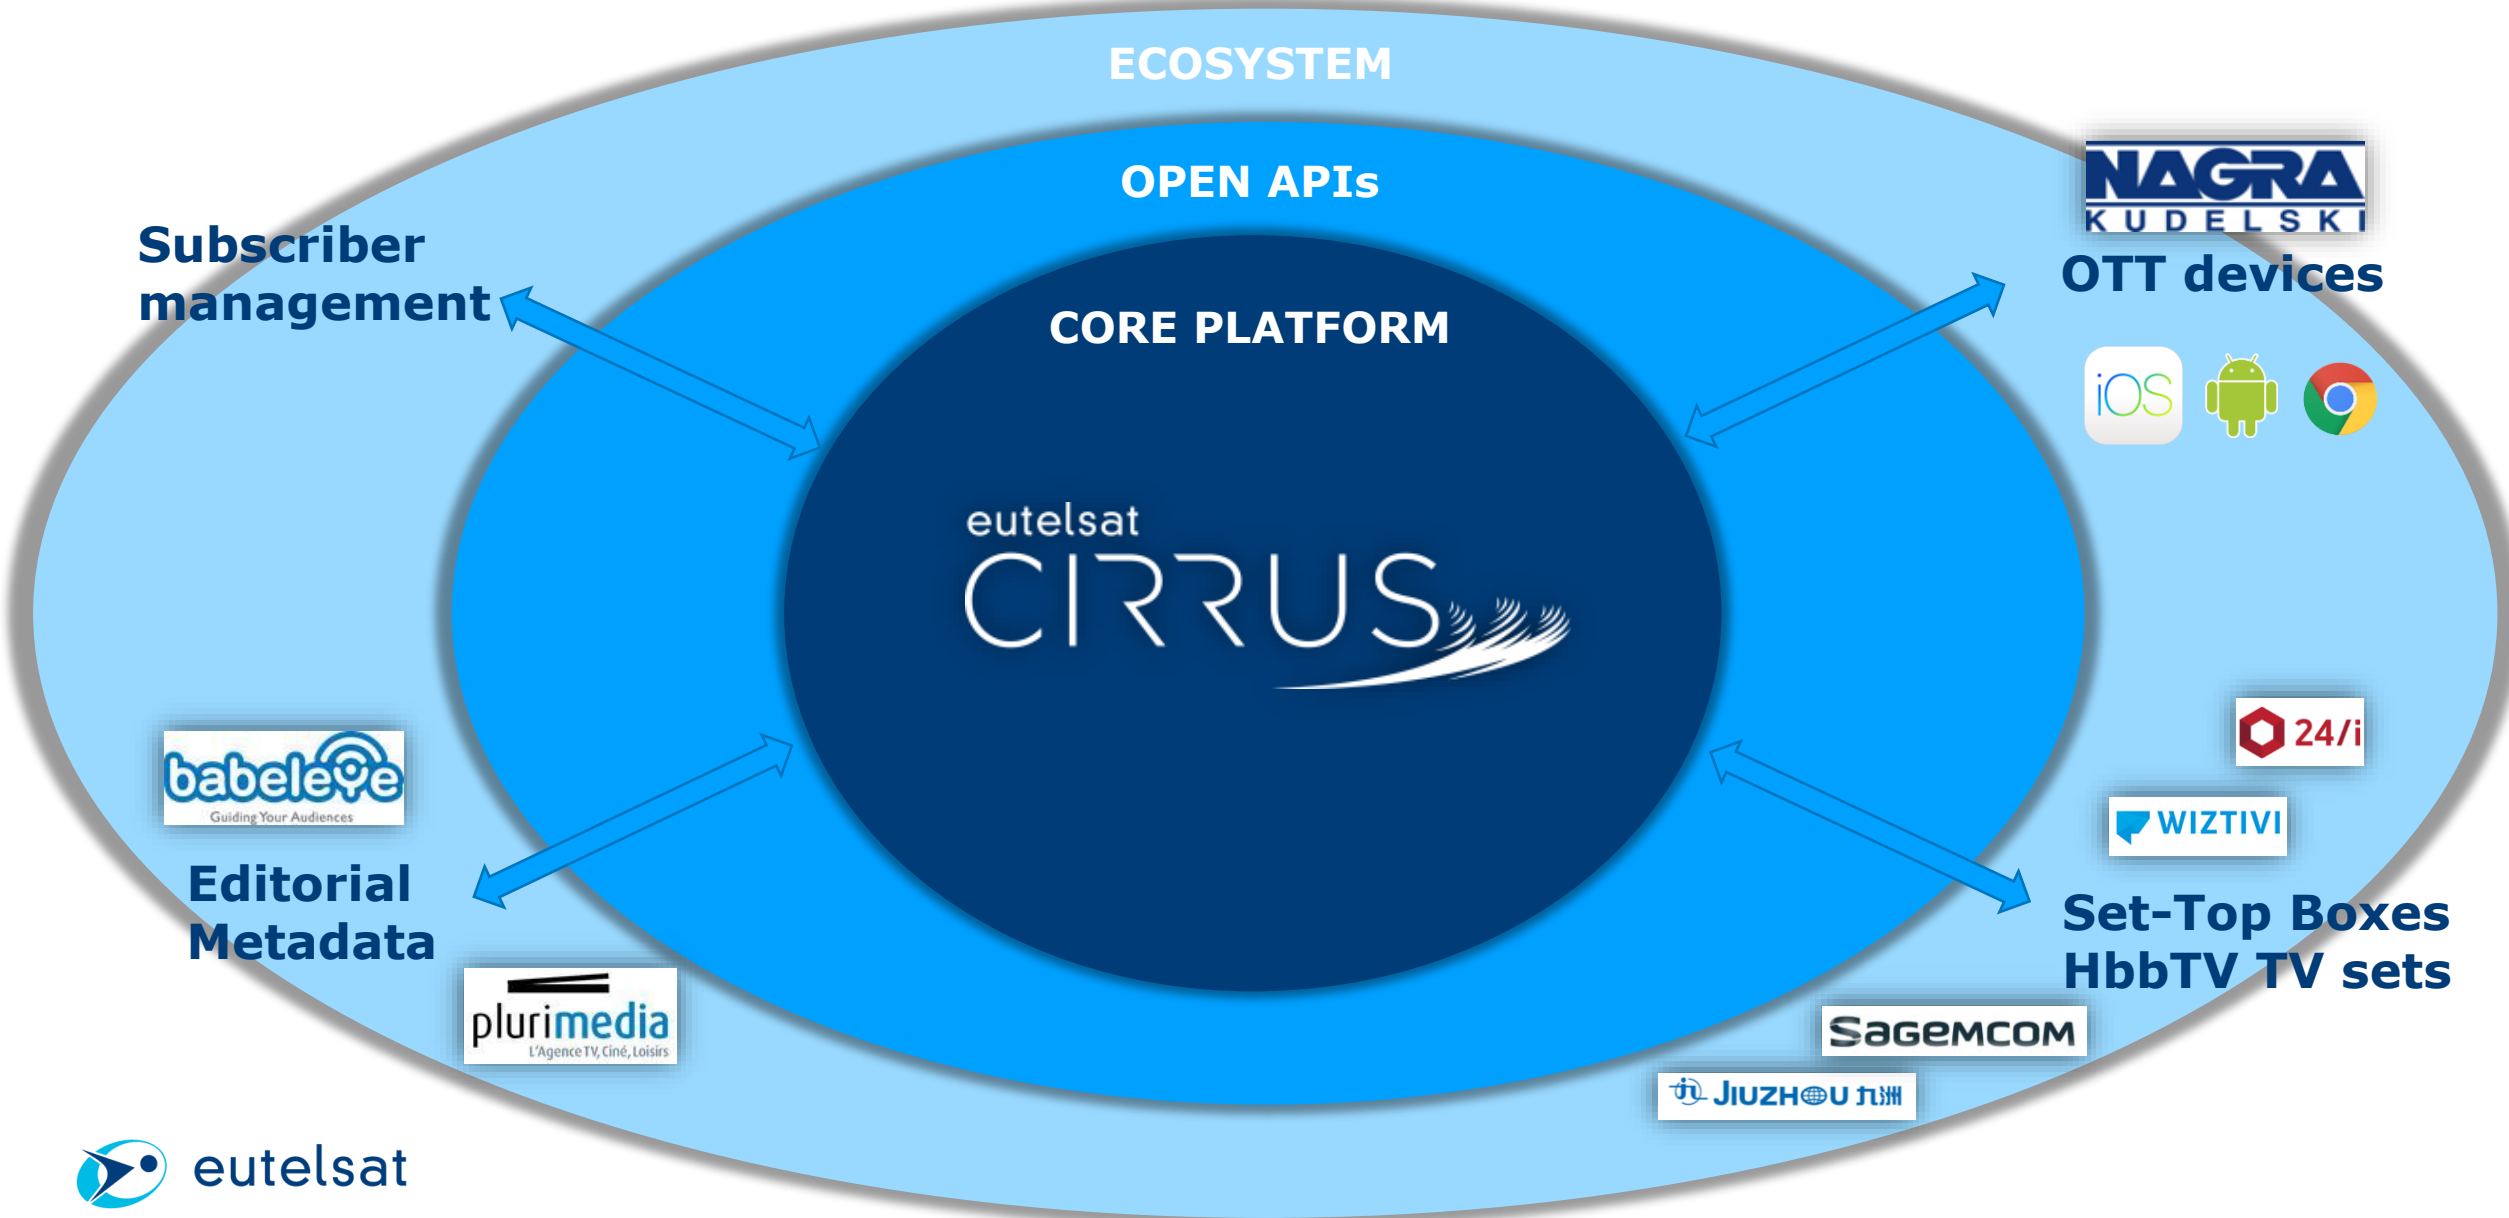 ECOSYSTEM
OPEN APIs
CORE PLATFORM
eutelsat
CIRRUS
Subscriber
management
NAGRA
KUDELSKI
OTT devices
iOS
babeleye
Guiding Your Audiences
Editorial
Metadata
plurimedia
L'Agence TV, Ciné, Loisirs
24/i
WIZTIVI
Set-Top Boxes
HbbTV TV sets
SAGEMCOM
JIUZHOU 九洲
eutelsat